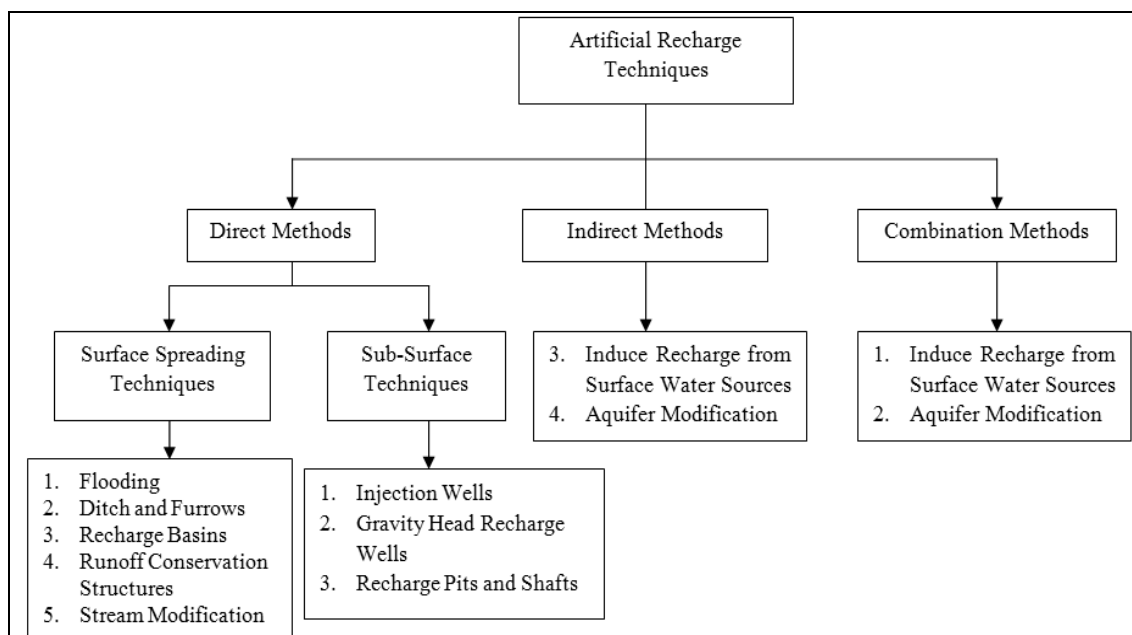 Artificial Recharge
Techniques
Direct Methods
Indirect Methods
Combination Methods
Surface Spreading
Techniques
Sub-Surface
Techniques
3. Induce Recharge from
Surface Water Sources
4. Aquifer Modification
1. Induce Recharge from
Surface Water Sources
2. Aquifer Modification
1. Flooding
2. Ditch and Furrows
3. Recharge Basins
4. Runoff Conservation
Structures
5. Stream Modification
1. Injection Wells
2. Gravity Head Recharge
Wells
3. Recharge Pits and Shafts